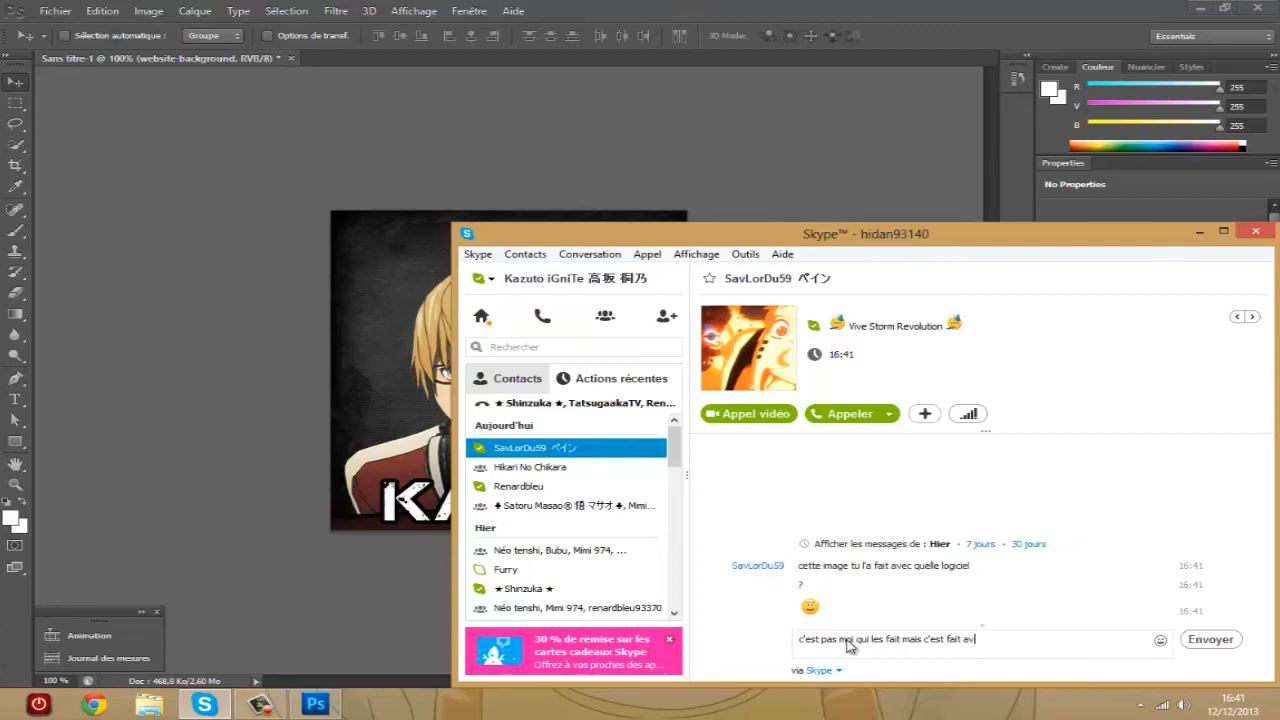 Ps Fichier Edition Image Calque Type Sélection Filtre 3D Affichage Fenêtre Aide
Sélection automatique : Groupe Options de transf. 3D Mode: Essentials
Sans titre-1 @ 100% (website-background, RVB/8) * ×
Create Couleur Nuancier Styles
R 255
V 255
B 255
Properties
No Properties
KA
Skype™ - hidan93140
Skype Contacts Conversation Appel Affichage Outils Aide
Kazuto iGniTe 高坂 桐乃
SavLorDu59 ペイン
Vive Storm Revolution
16:41
Rechercher
Contacts Actions récentes
Appel vidéo Appeler
★ Shinzuka ★, TatsugaakaTV, Ren...
Aujourd'hui
SavLorDu59 ペイン
Hikari No Chikara
Renardbleu
♣ Satoru Masao® 悟 マサオ ♣, Mimi...
Hier
Néo tenshi, Bubu, Mimi 974, ...
Furry
★ Shinzuka ★
Néo tenshi, Mimi 974, renardbleu93370
Afficher les messages de : Hier • 7 jours • 30 jours
SavLorDu59 cette image tu l'a fait avec quelle logiciel 16:41
? 16:41
16:41
c'est pas moi qui les fait mais c'est fait av
Envoyer
via Skype
30 % de remise sur les
cartes cadeaux Skype
Offrez à vos proches des ap...
Animation
Journal des mesures
100 % Doc : 468,8 Ko/2,60 Mo
Ps
16:41
12/12/2013